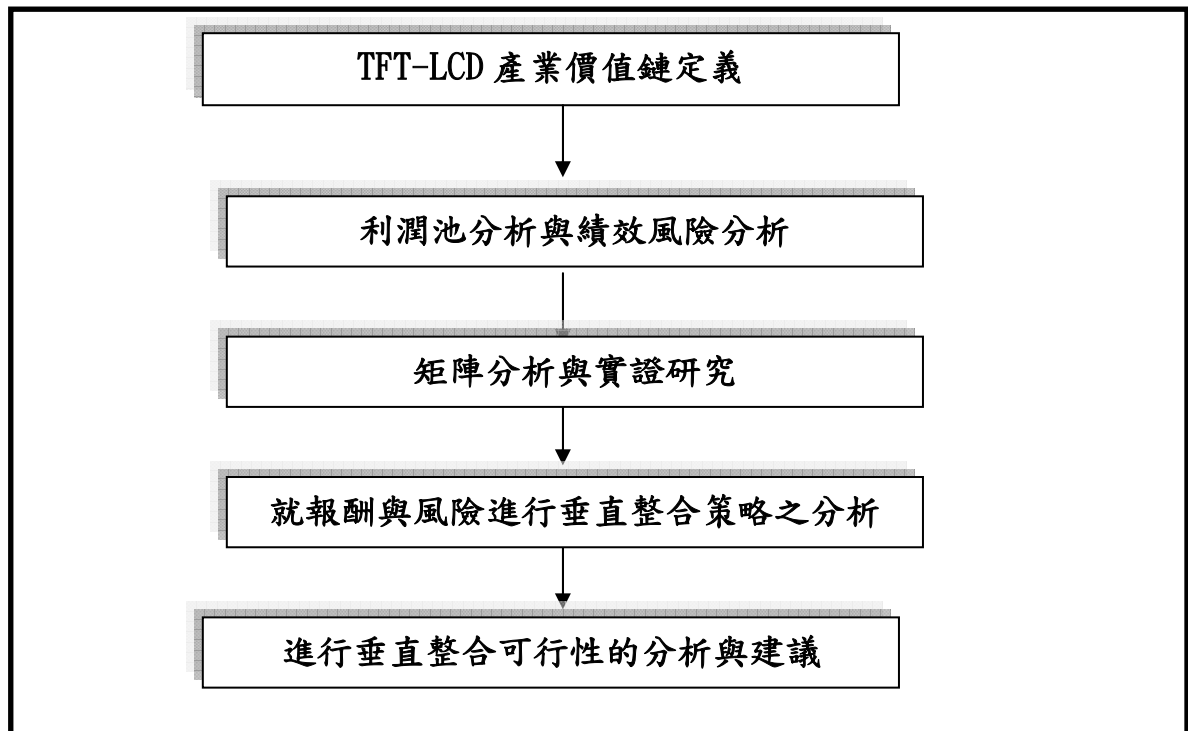 TFT-LCD 產業價值鏈定義
利潤池分析與績效風險分析
矩陣分析與實證研究
就報酬與風險進行垂直整合策略之分析
進行垂直整合可行性的分析與建議